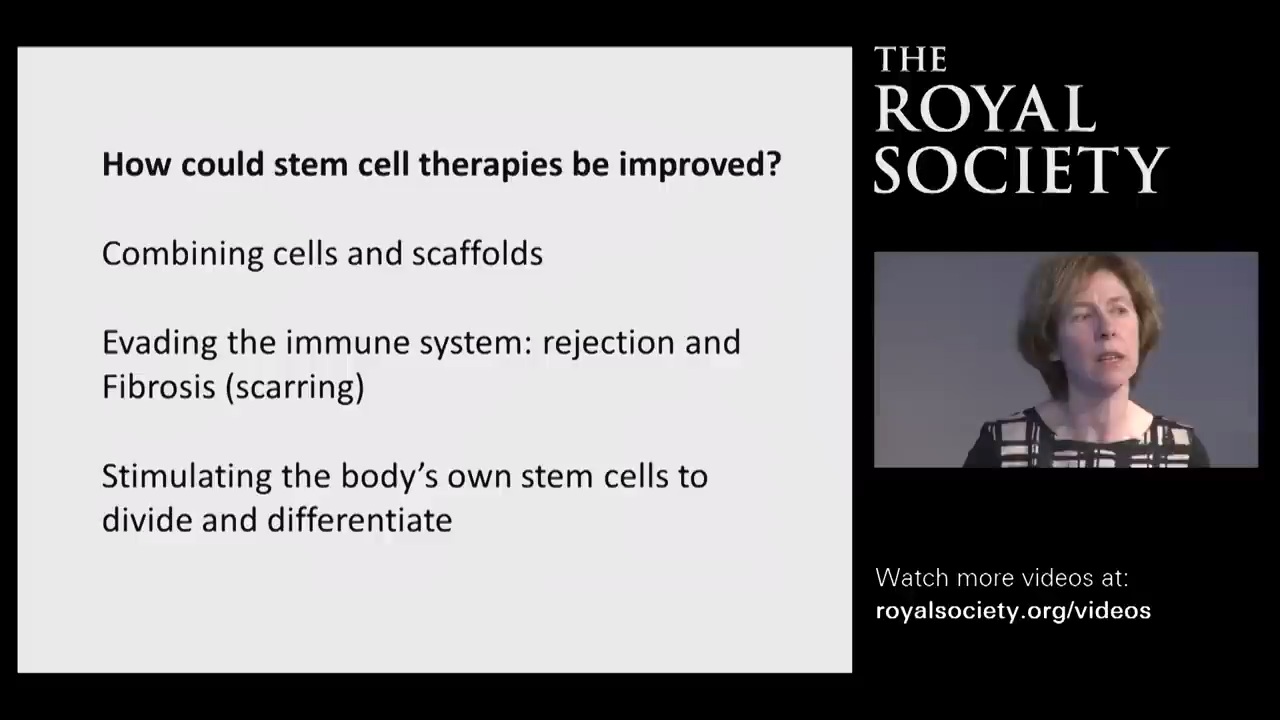 How could stem cell therapies be improved?
Combining cells and scaffolds
Evading the immune system: rejection and
Fibrosis (scarring)
Stimulating the body’s own stem cells to
divide and differentiate
THE
ROYAL
SOCIETY
Watch more videos at:
royalsociety.org/videos